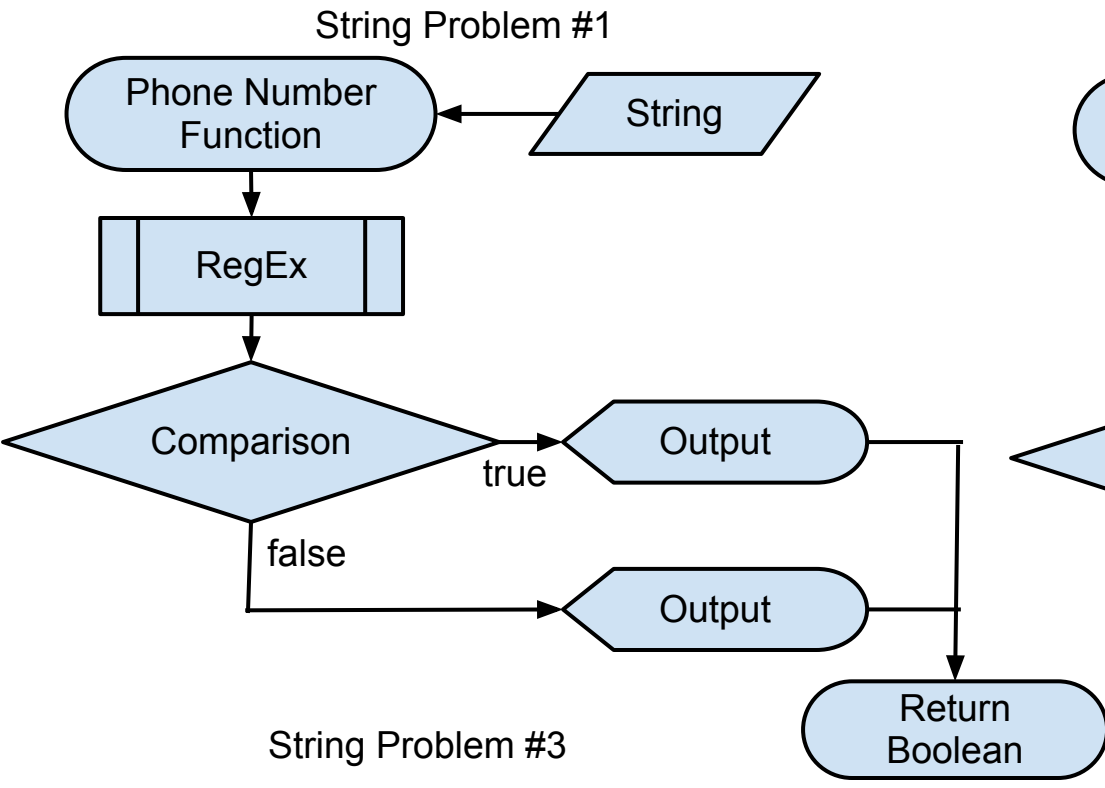 String Problem #1
Phone Number
Function
String
RegEx
Comparison
true
Output
false
Output
Return
Boolean
String Problem #3